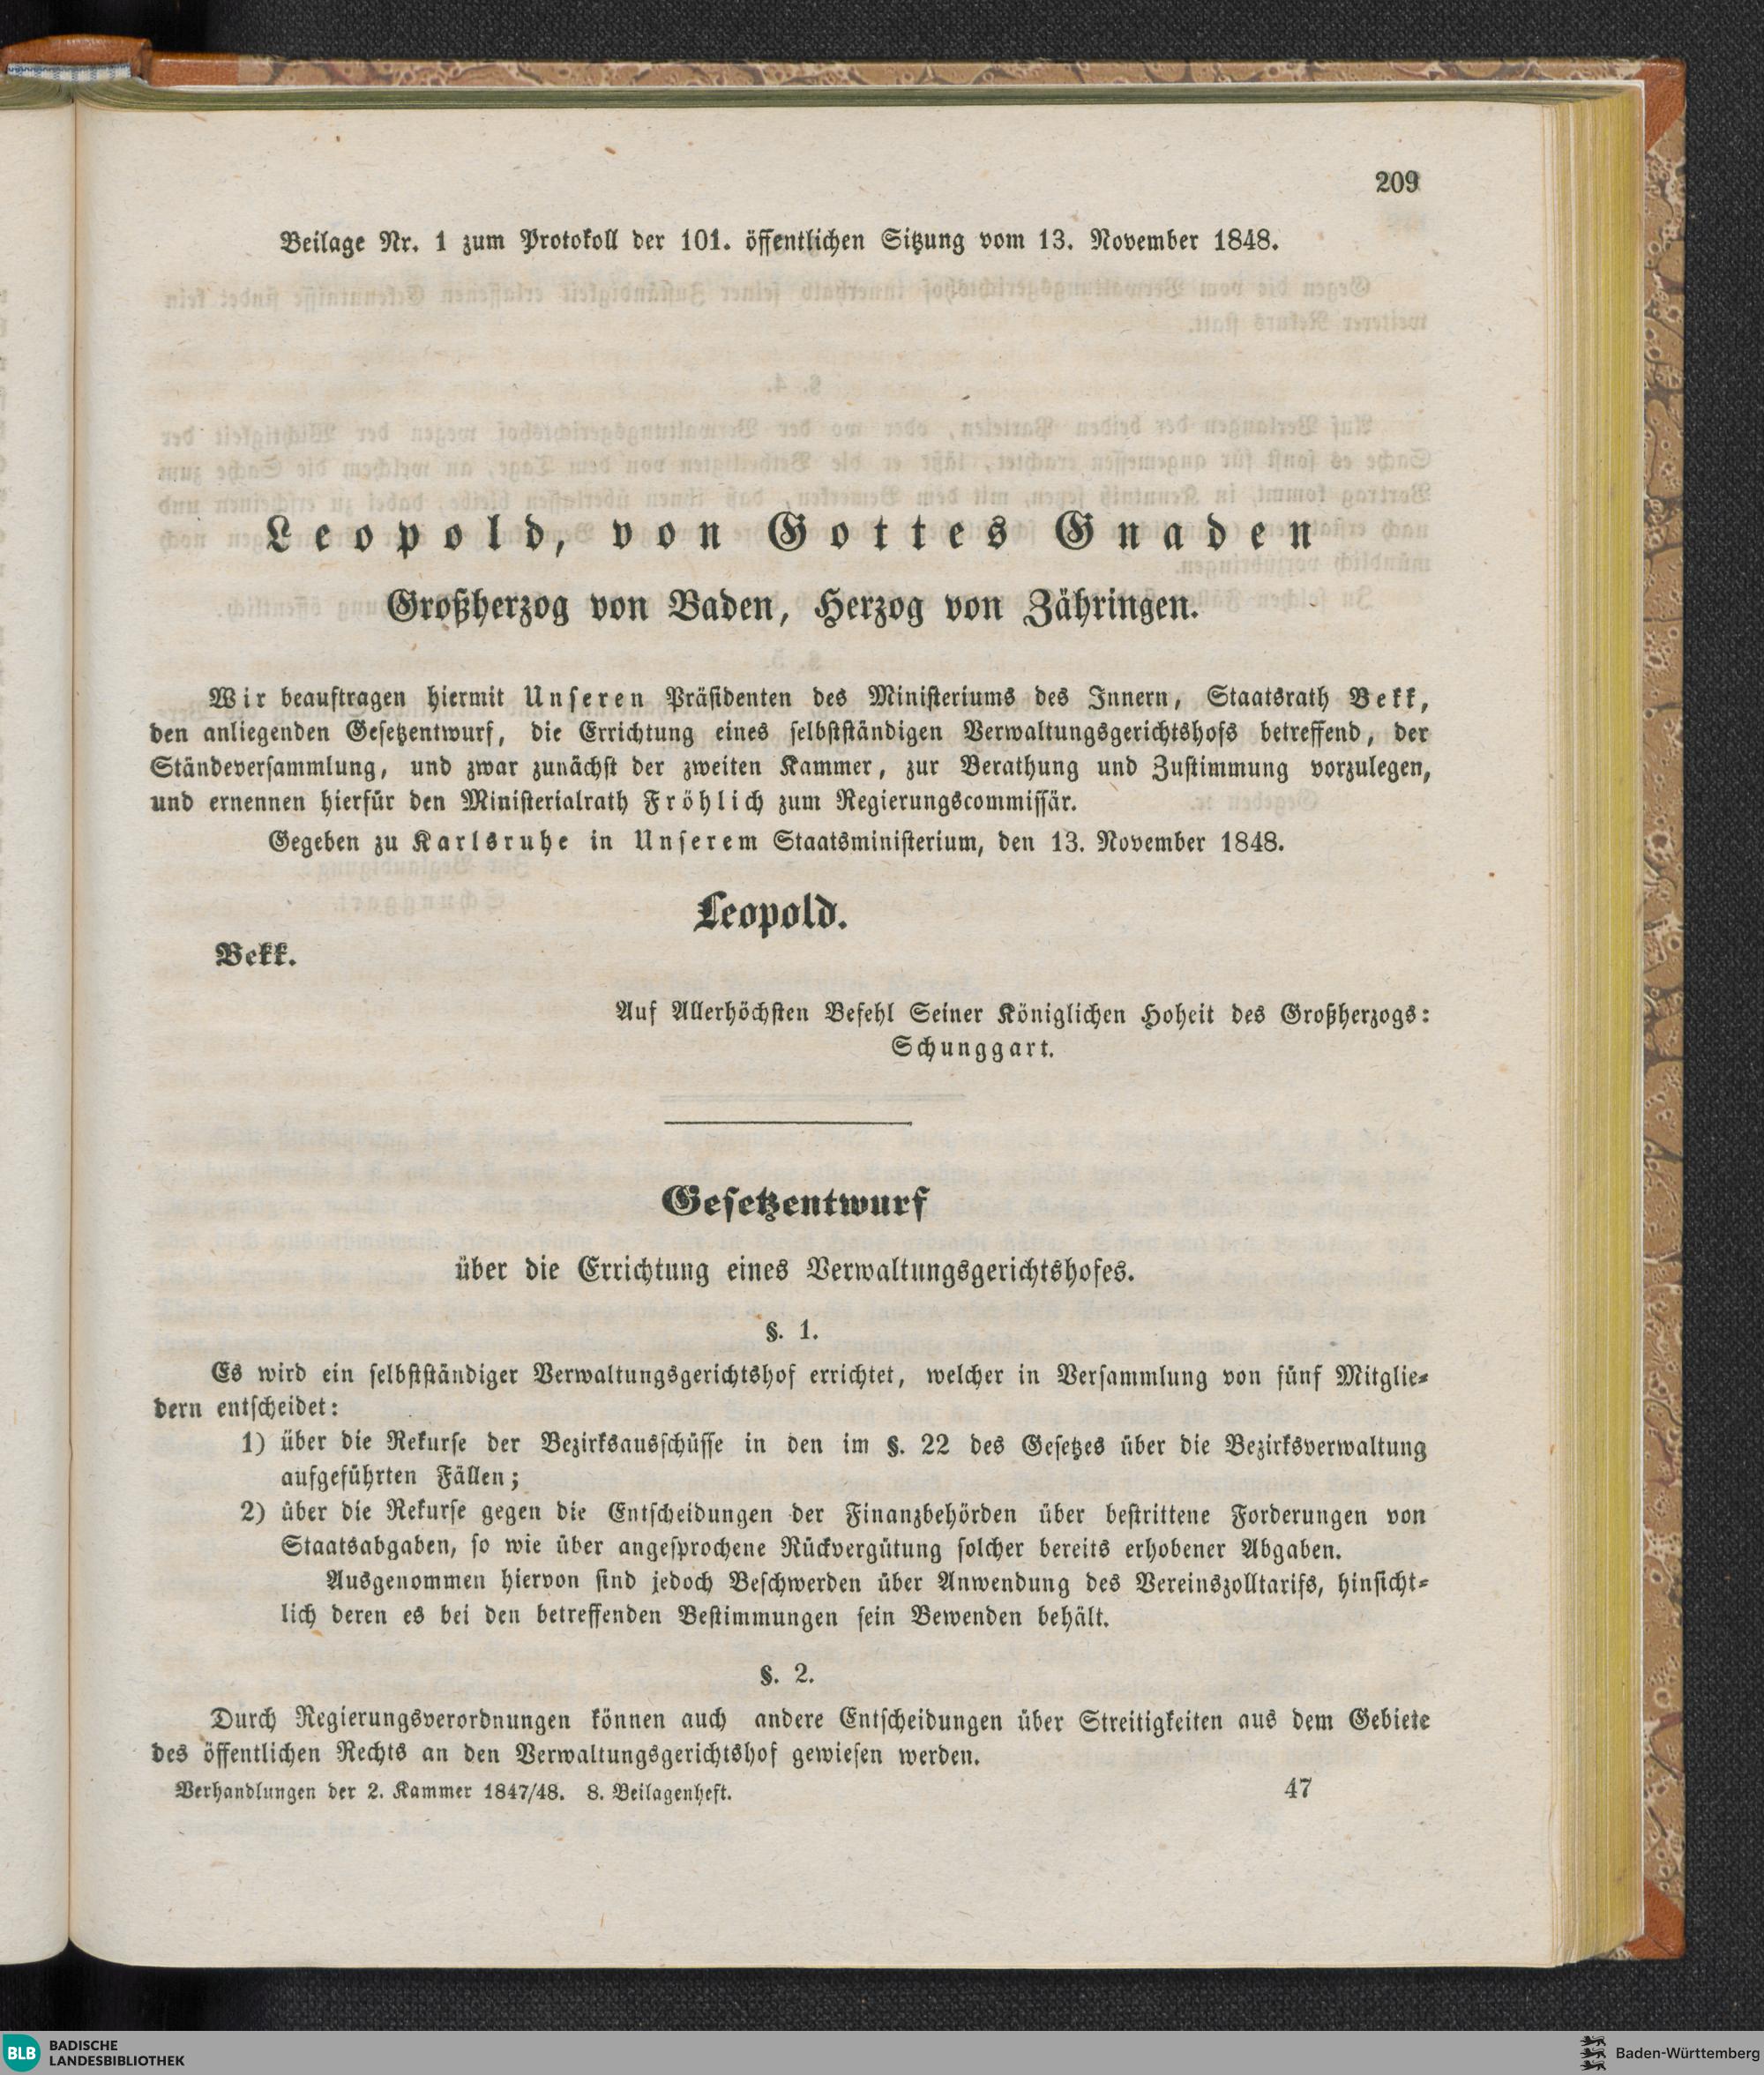 209
Beilage Nr. 1 zum Protokoll der 101. öffentlichen Sitzung vom 13. November 1848.
Leopold, von Gottes Gnaden
Großherzog von Baden, Herzog von Zähringen.
Wir beauftragen hiermit Unseren Präsidenten des Ministeriums des Innern, Staatsrath Bekk,
den anliegenden Gesetzentwurf, die Errichtung eines selbstständigen Verwaltungsgerichtshofs betreffend, der
Ständeversammlung, und zwar zunächst der zweiten Kammer, zur Berathung und Zustimmung vorzulegen,
und ernennen hierfür den Ministerialrath Fröhlich zum Regierungscommissär.
Gegeben zu Karlsruhe in Unserem Staatsministerium, den 13. November 1848.
Leopold.
Bekk.
Auf Allerhöchsten Befehl Seiner Königlichen Hoheit des Großherzogs:
Schunggart.
Gesetzentwurf
über die Errichtung eines Verwaltungsgerichtshofes.
§. 1.
Es wird ein selbstständiger Verwaltungsgerichtshof errichtet, welcher in Versammlung von fünf Mitglie-
dern entscheidet:
1) über die Rekurse der Bezirksausschüsse in den im §. 22 des Gesetzes über die Bezirksverwaltung
aufgeführten Fällen;
2) über die Rekurse gegen die Entscheidungen der Finanzbehörden über bestrittene Forderungen von
Staatsabgaben, so wie über angesprochene Rückvergütung solcher bereits erhobener Abgaben.
Ausgenommen hiervon sind jedoch Beschwerden über Anwendung des Vereinszolltarifs, hinsicht-
lich deren es bei den betreffenden Bestimmungen sein Bewenden behält.
§. 2.
Durch Regierungsverordnungen können auch andere Entscheidungen über Streitigkeiten aus dem Gebiete
des öffentlichen Rechts an den Verwaltungsgerichtshof gewiesen werden.
Verhandlungen der 2. Kammer 1847/48. 8. Beilagenheft. 47
BLB BADISCHE
LANDESBIBLIOTHEK
Baden-Württemberg